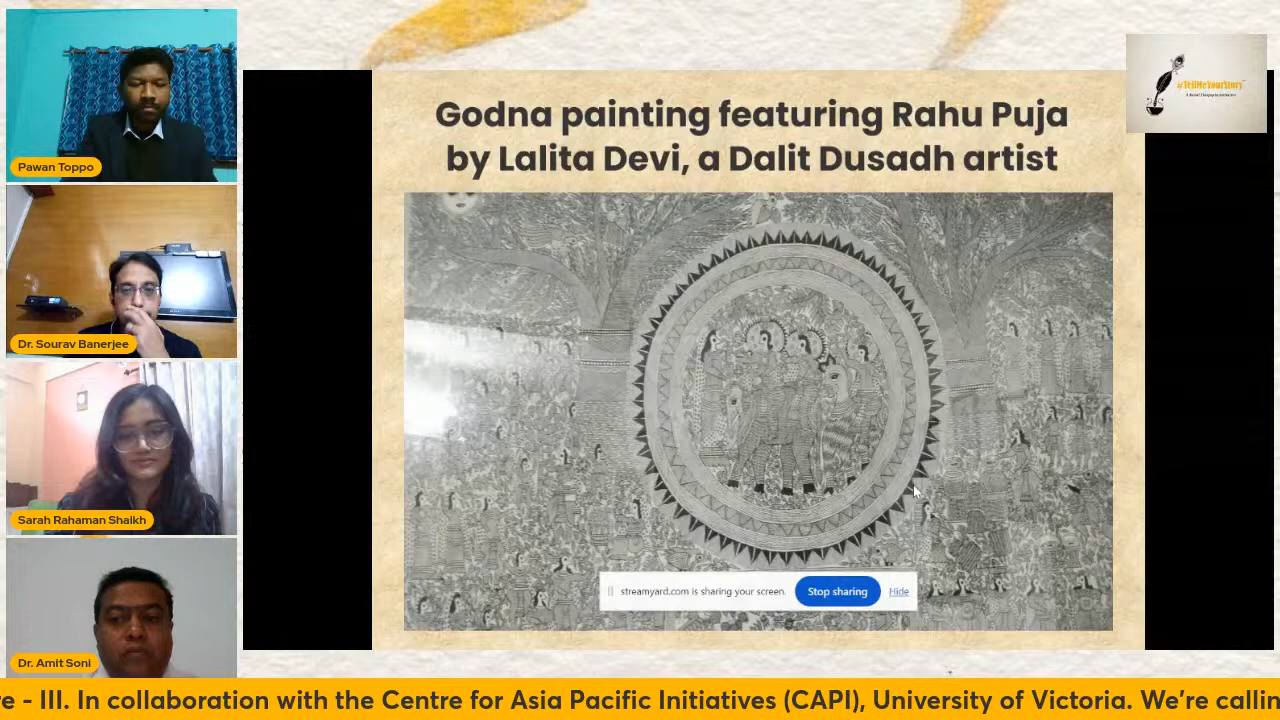 Pawan Toppo
Dr. Sourav Banerjee
Sarah Rahaman Shaikh
Dr. Amit Soni
Godna painting featuring Rahu Puja
by Lalita Devi, a Dalit Dusadh artist
#TellMeYourStory
streamyard.com is sharing your screen.
Stop sharing
Hide
re - III. In collaboration with the Centre for Asia Pacific Initiatives (CAPI), University of Victoria. We're callin